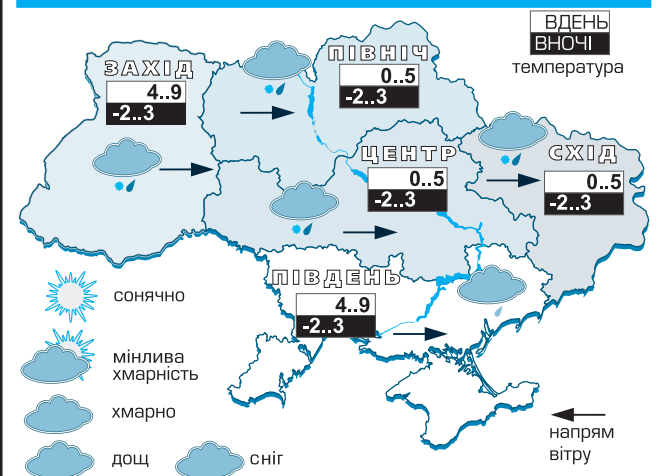 ВДЕНЬ
ВНОЧІ
температура
ПІВНІЧ
0..5
-2..3
ЗАХІД
4..9
-2..3
ЦЕНТР
0..5
-2..3
СХІД
0..5
-2..3
ПІВДЕНЬ
4..9
-2..3
сонячно
мінлива
хмарність
хмарно
дощ
сніг
напрям
вітру